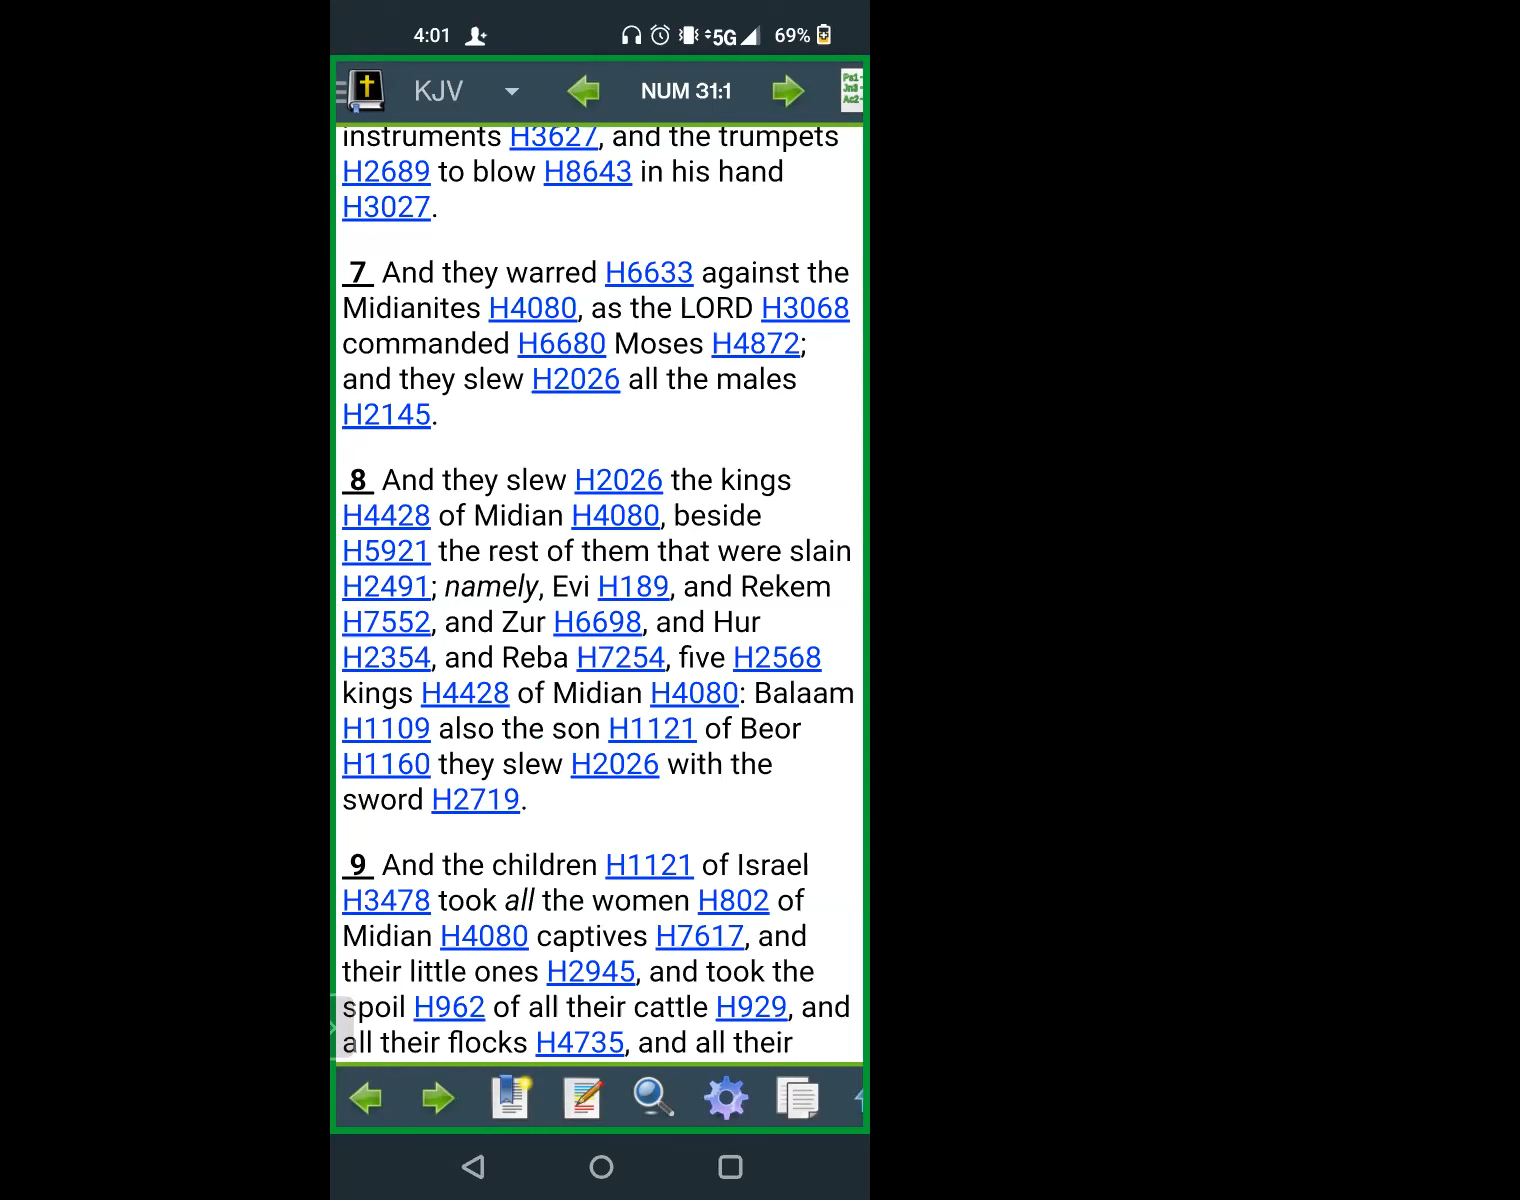 4:01 5G 69%
KJV NUM 31:1 Ps1- Jn3- Ac2-
instruments H3627, and the trumpets
H2689 to blow H8643 in his hand
H3027.
7 And they warred H6633 against the
Midianites H4080, as the LORD H3068
commanded H6680 Moses H4872;
and they slew H2026 all the males
H2145.
8 And they slew H2026 the kings
H4428 of Midian H4080, beside
H5921 the rest of them that were slain
H2491; namely, Evi H189, and Rekem
H7552, and Zur H6698, and Hur
H2354, and Reba H7254, five H2568
kings H4428 of Midian H4080: Balaam
H1109 also the son H1121 of Beor
H1160 they slew H2026 with the
sword H2719.
9 And the children H1121 of Israel
H3478 took all the women H802 of
Midian H4080 captives H7617, and
their little ones H2945, and took the
spoil H962 of all their cattle H929, and
all their flocks H4735, and all their